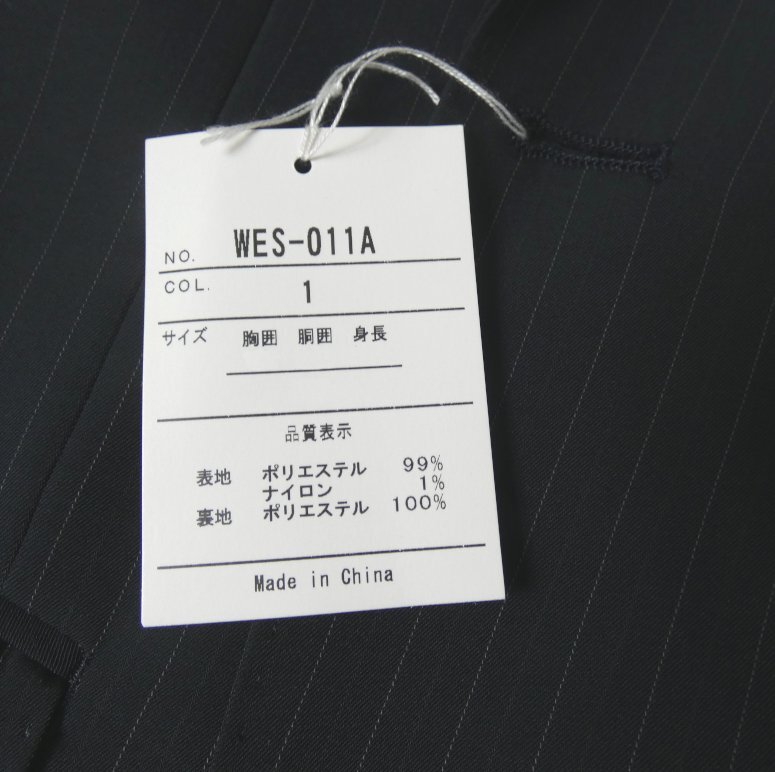 NO. WES-011A
COL. 1
サイズ 胸囲 胴囲 身長
品質表示
表地 ポリエステル 99%
ナイロン 1%
裏地 ポリエステル 100%
Made in China